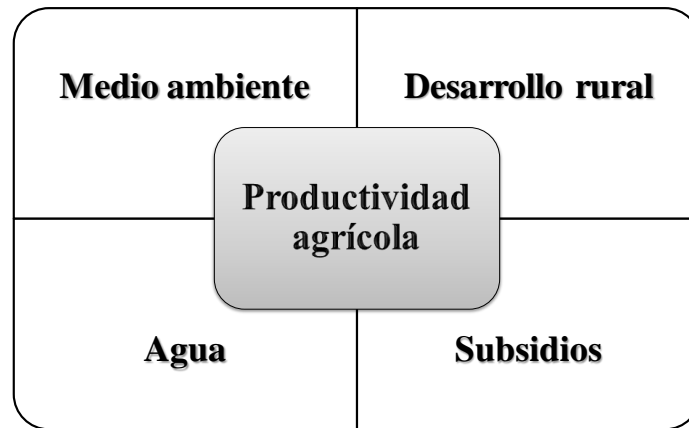 Medio ambiente
Desarrollo rural
Productividad
agrícola
Agua
Subsidios